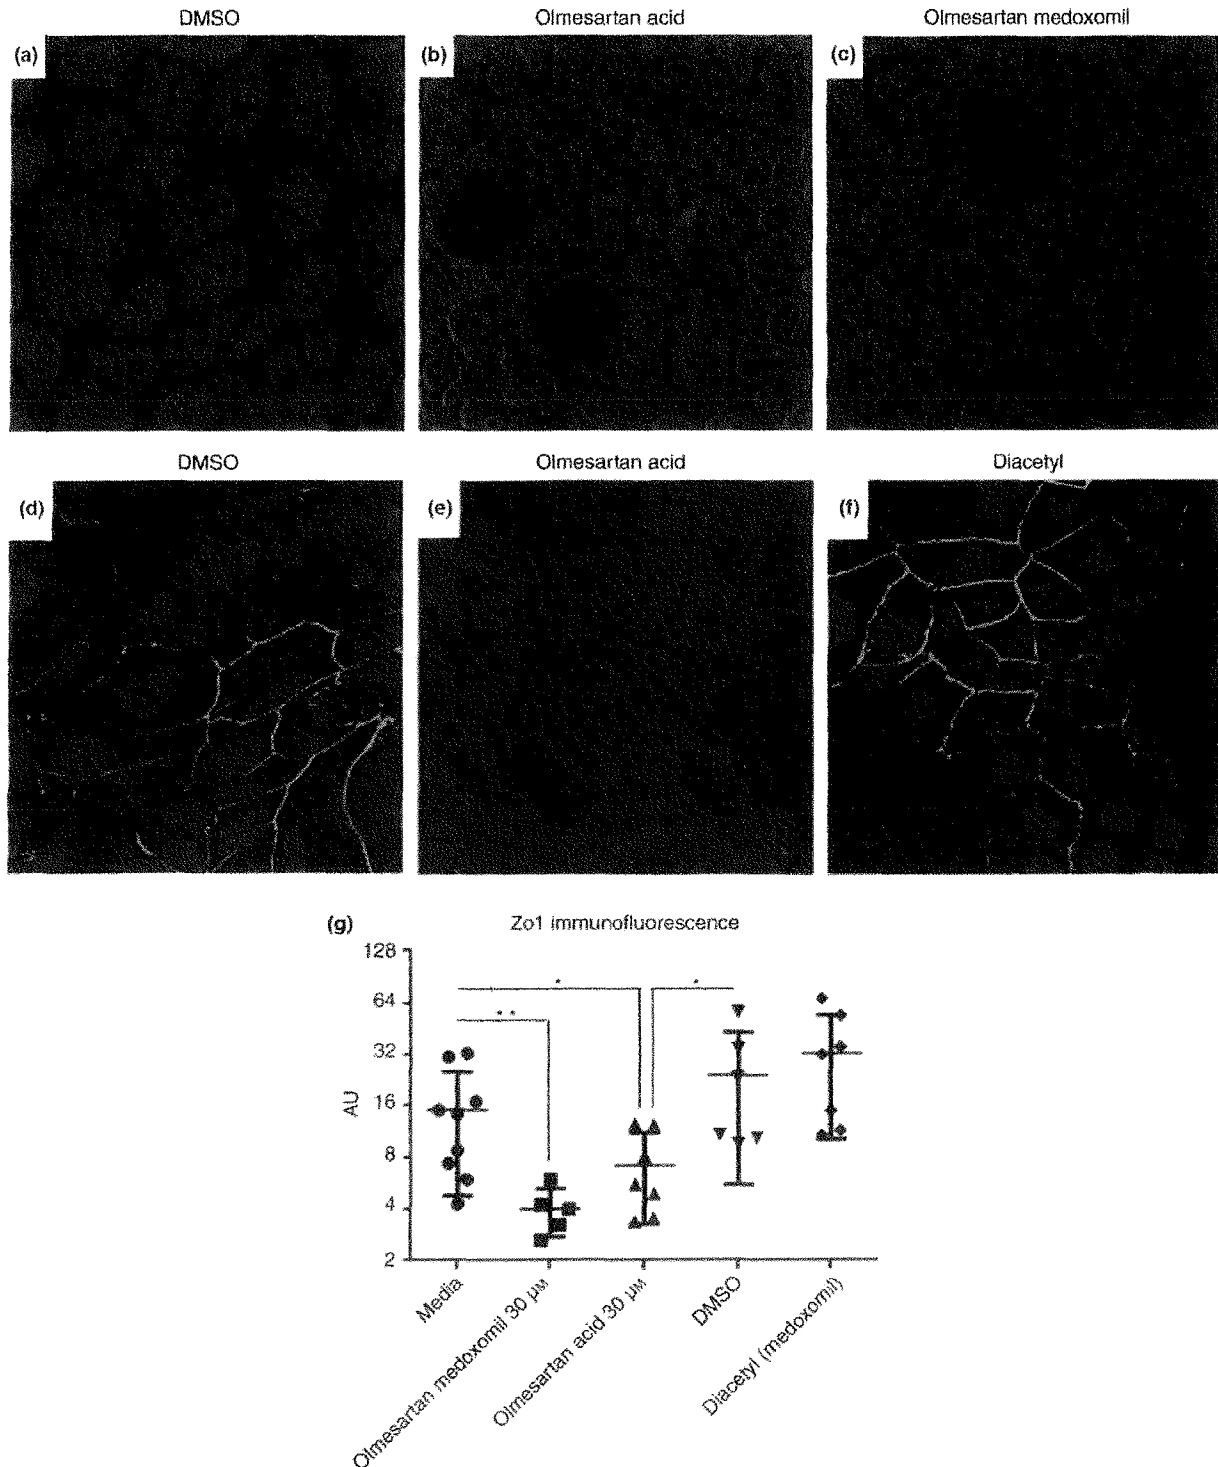 DMSO
Olmesartan acid
Olmesartan medoxomil
(a)
(b)
(c)
DMSO
Olmesartan acid
Diacetyl
(d)
(e)
(f)
(g)
Zo1 immunofluorescence
128
64
32
16
8
4
2
AU
*
*
* *
Media
Olmesartan medoxomil 30 μM
Olmesartan acid 30 μM
DMSO
Diacetyl (medoxomil)